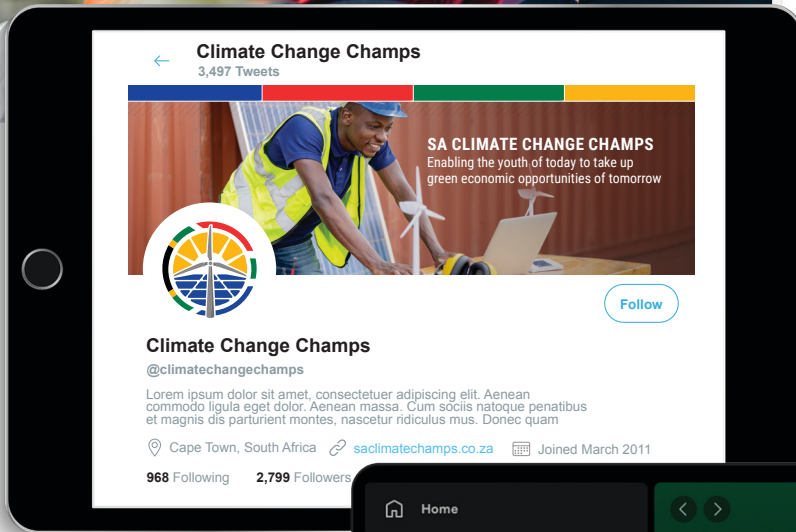 Climate Change Champs
3,497 Tweets
SA CLIMATE CHANGE CHAMPS
Enabling the youth of today to take up
green economic opportunities of tomorrow
Follow
Climate Change Champs
@climatechangechamps
Lorem ipsum dolor sit amet, consectetuer adipiscing elit. Aenean
commodo ligula eget dolor. Aenean massa. Cum sociis natoque penatibus
et magnis dis parturient montes, nascetur ridiculus mus. Donec quam
Cape Town, South Africa saclimatechamps.co.za Joined March 2011
968 Following 2,799 Followers
Home